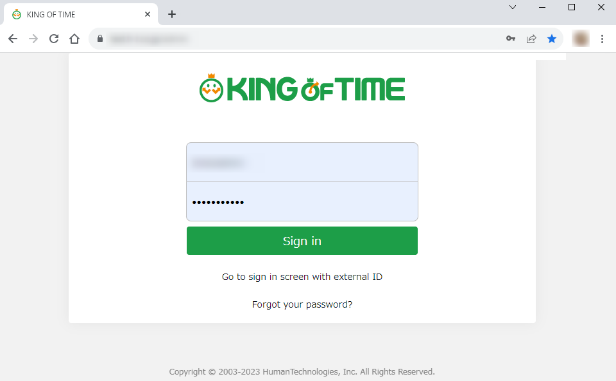 KING OF TIME
KING OF TIME
•••••••••••
Sign in
Go to sign in screen with external ID
Forgot your password?
Copyright © 2003-2023 HumanTechnologies, Inc. All Rights Reserved.